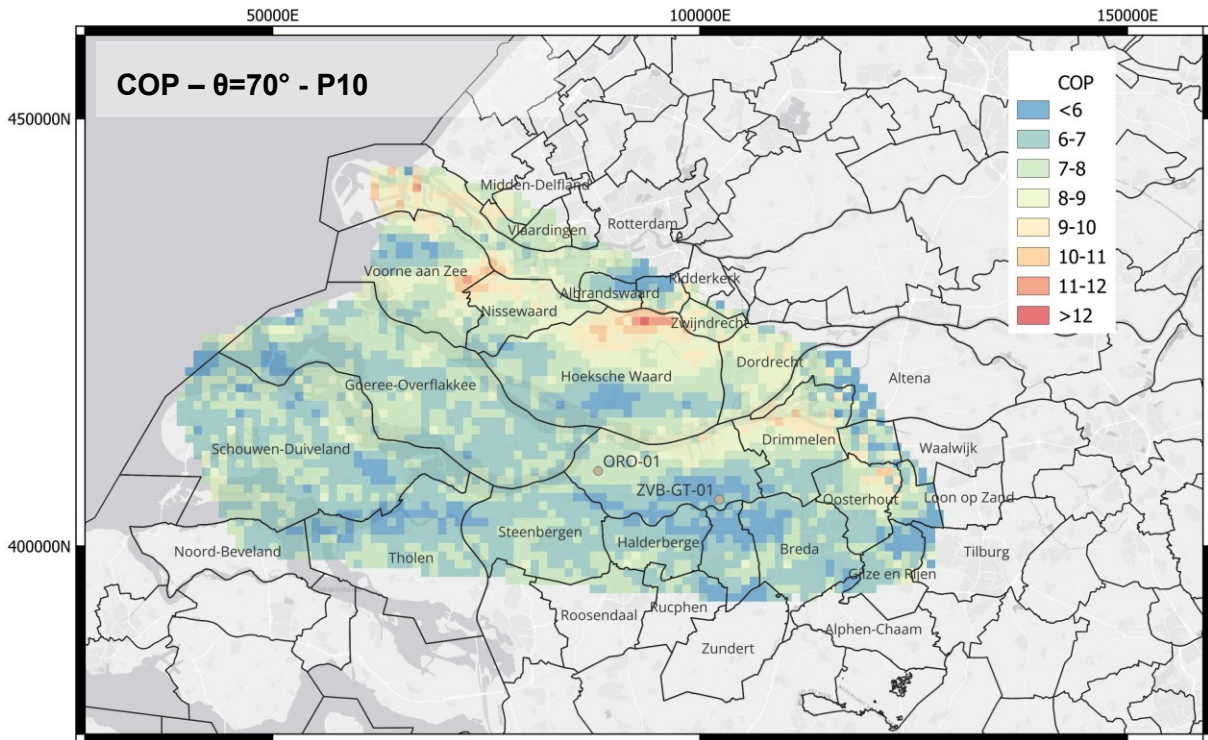 50000E
100000E
150000E
COP – θ=70° - P10
COP
<6
6-7
7-8
8-9
9-10
10-11
11-12
>12
450000N
400000N
Midden-Delfland
Vlaardingen
Rotterdam
Voorne aan Zee
Albrandswaard
Ridderkerk
Nissewaard
Zwijndrecht
Dordrecht
Hoeksche Waard
Altena
Goeree-Overflakkee
Schouwen-Duiveland
Drimmelen
Waalwijk
ORO-01
ZVB-GT-01
Oosterhout
Loon op Zand
Steenbergen
Noord-Beveland
Tholen
Halderberge
Breda
Tilburg
Gilze en Rijen
Roosendaal
Rucphen
Alphen-Chaam
Zundert